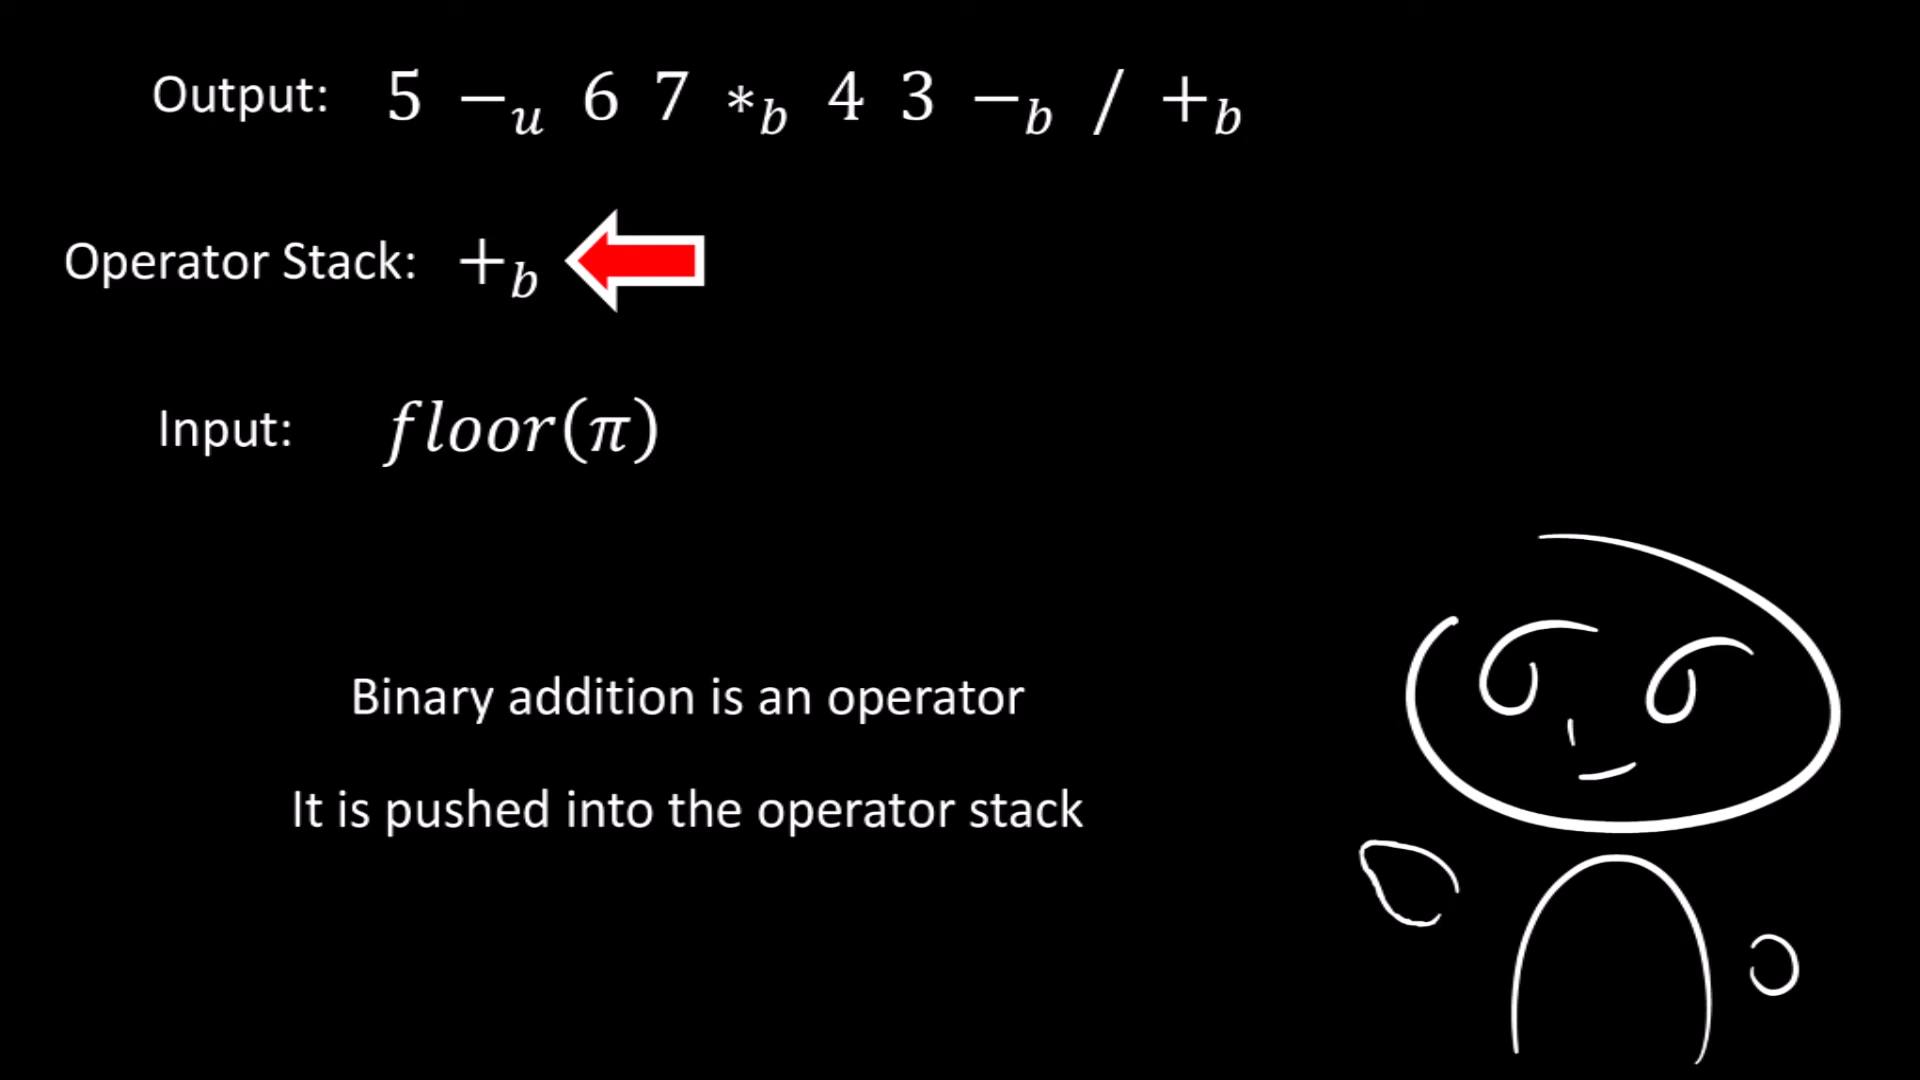 Output: 5 −u 6 7 *b 4 3 −b / +b
Operator Stack: +b
Input: floor(π)
Binary addition is an operator
It is pushed into the operator stack